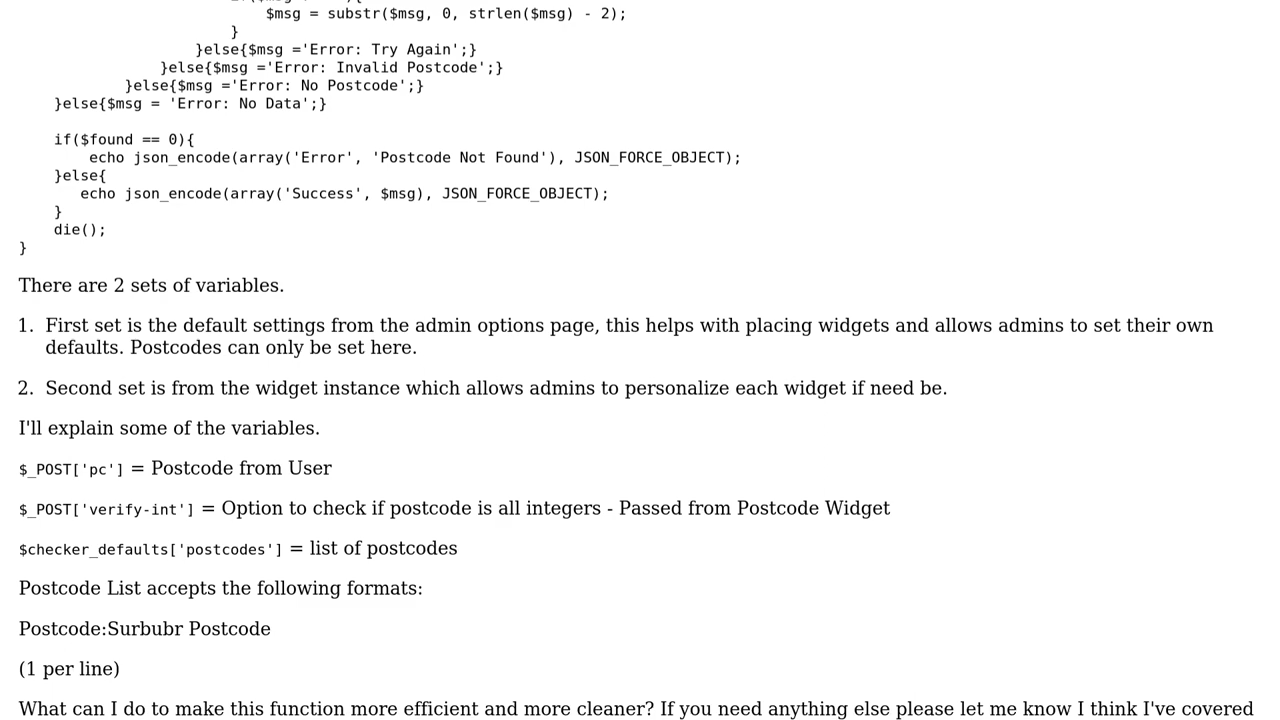 $msg = substr($msg, 0, strlen($msg) - 2);
}
}else{$msg ='Error: Try Again';}
}else{$msg ='Error: Invalid Postcode';}
}else{$msg ='Error: No Postcode';}
}else{$msg = 'Error: No Data';}
if($found == 0){
echo json_encode(array('Error', 'Postcode Not Found'), JSON_FORCE_OBJECT);
}else{
echo json_encode(array('Success', $msg), JSON_FORCE_OBJECT);
}
die();
}
There are 2 sets of variables.
1. First set is the default settings from the admin options page, this helps with placing widgets and allows admins to set their own
defaults. Postcodes can only be set here.
2. Second set is from the widget instance which allows admins to personalize each widget if need be.
I'll explain some of the variables.
$_POST['pc'] = Postcode from User
$_POST['verify-int'] = Option to check if postcode is all integers - Passed from Postcode Widget
$checker_defaults['postcodes'] = list of postcodes
Postcode List accepts the following formats:
Postcode:Surbubr Postcode
(1 per line)
What can I do to make this function more efficient and more cleaner? If you need anything else please let me know I think I've covered